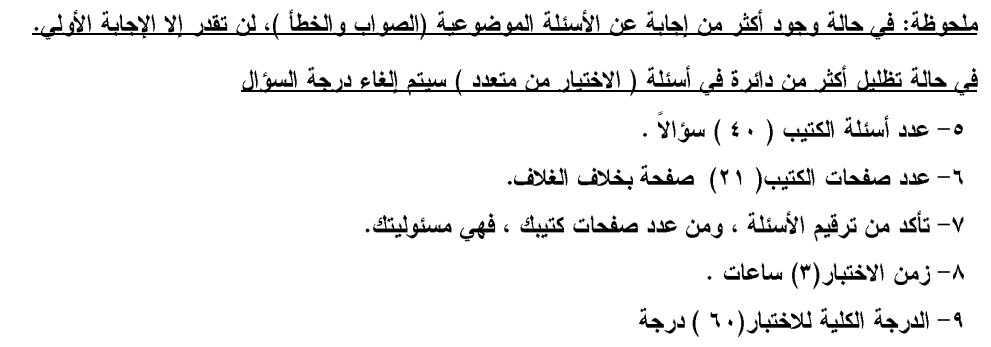 ملحوظة: في حالة وجود أكثر من إجابة عن الأسئلة الموضوعية (الصواب والخطأ )، لن تقدر إلا الإجابة الأولي.
في حالة تظليل أكثر من دائرة في أسئلة ( الاختيار من متعدد ) سيتم إلغاء درجة السؤال
٥- عدد أسئلة الكتيب ( ٤٠ ) سؤالاً .
٦- عدد صفحات الكتيب( ٢١) صفحة بخلاف الغلاف.
٧- تأكد من ترقيم الأسئلة ، ومن عدد صفحات كتيبك ، فهي مسئوليتك.
٨- زمن الاختبار(٣) ساعات .
٩- الدرجة الكلية للاختبار(٦٠ ) درجة